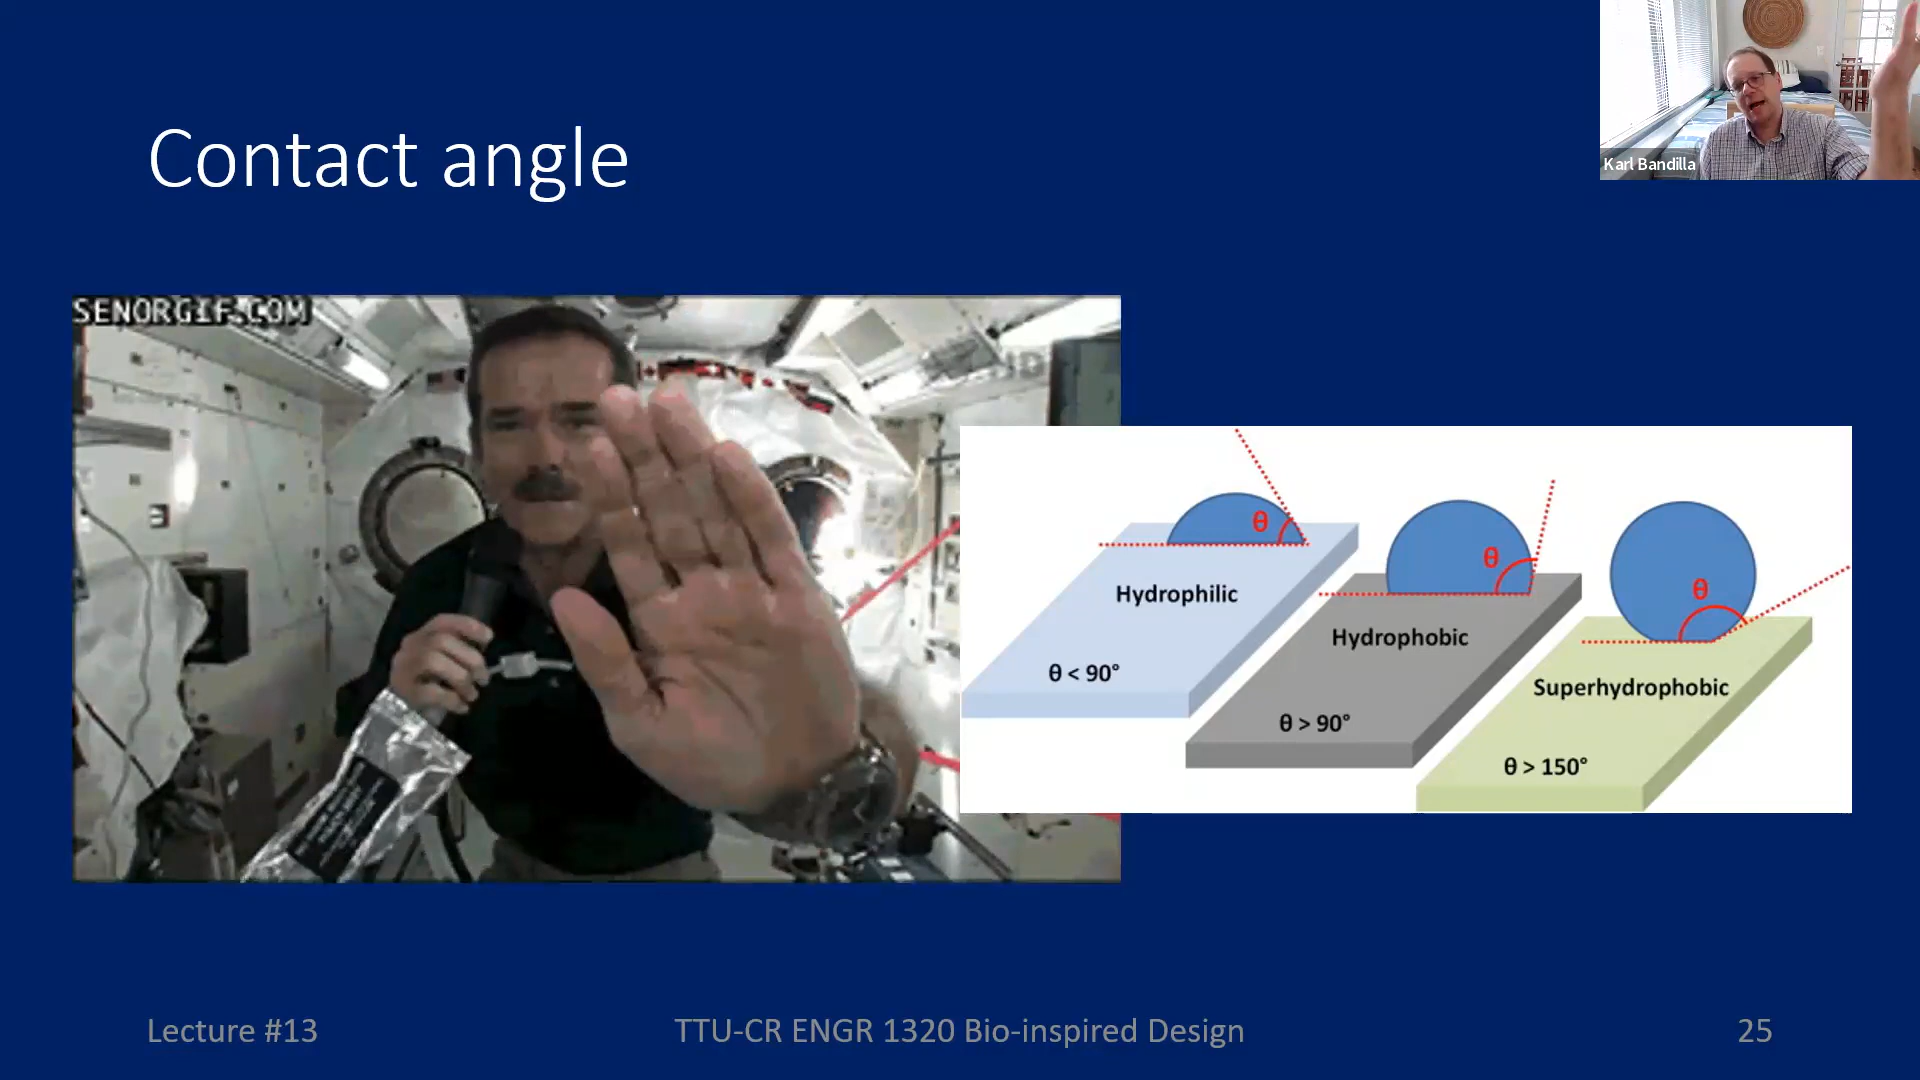 Karl Bandilla
Contact angle
SENORGIF.COM
θ
Hydrophilic
θ < 90°
θ
Hydrophobic
θ > 90°
θ
Superhydrophobic
θ > 150°
Lecture #13
TTU-CR ENGR 1320 Bio-inspired Design
25